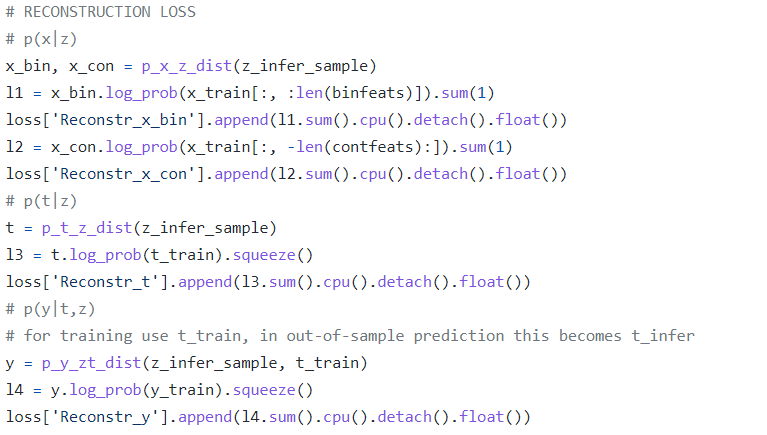 # RECONSTRUCTION LOSS
# p(x|z)
x_bin, x_con = p_x_z_dist(z_infer_sample)
l1 = x_bin.log_prob(x_train[:, :len(binfeats)]).sum(1)
loss['Reconstr_x_bin'].append(l1.sum().cpu().detach().float())
l2 = x_con.log_prob(x_train[:, -len(contfeats):]).sum(1)
loss['Reconstr_x_con'].append(l2.sum().cpu().detach().float())
# p(t|z)
t = p_t_z_dist(z_infer_sample)
l3 = t.log_prob(t_train).squeeze()
loss['Reconstr_t'].append(l3.sum().cpu().detach().float())
# p(y|t,z)
# for training use t_train, in out-of-sample prediction this becomes t_infer
y = p_y_zt_dist(z_infer_sample, t_train)
l4 = y.log_prob(y_train).squeeze()
loss['Reconstr_y'].append(l4.sum().cpu().detach().float())